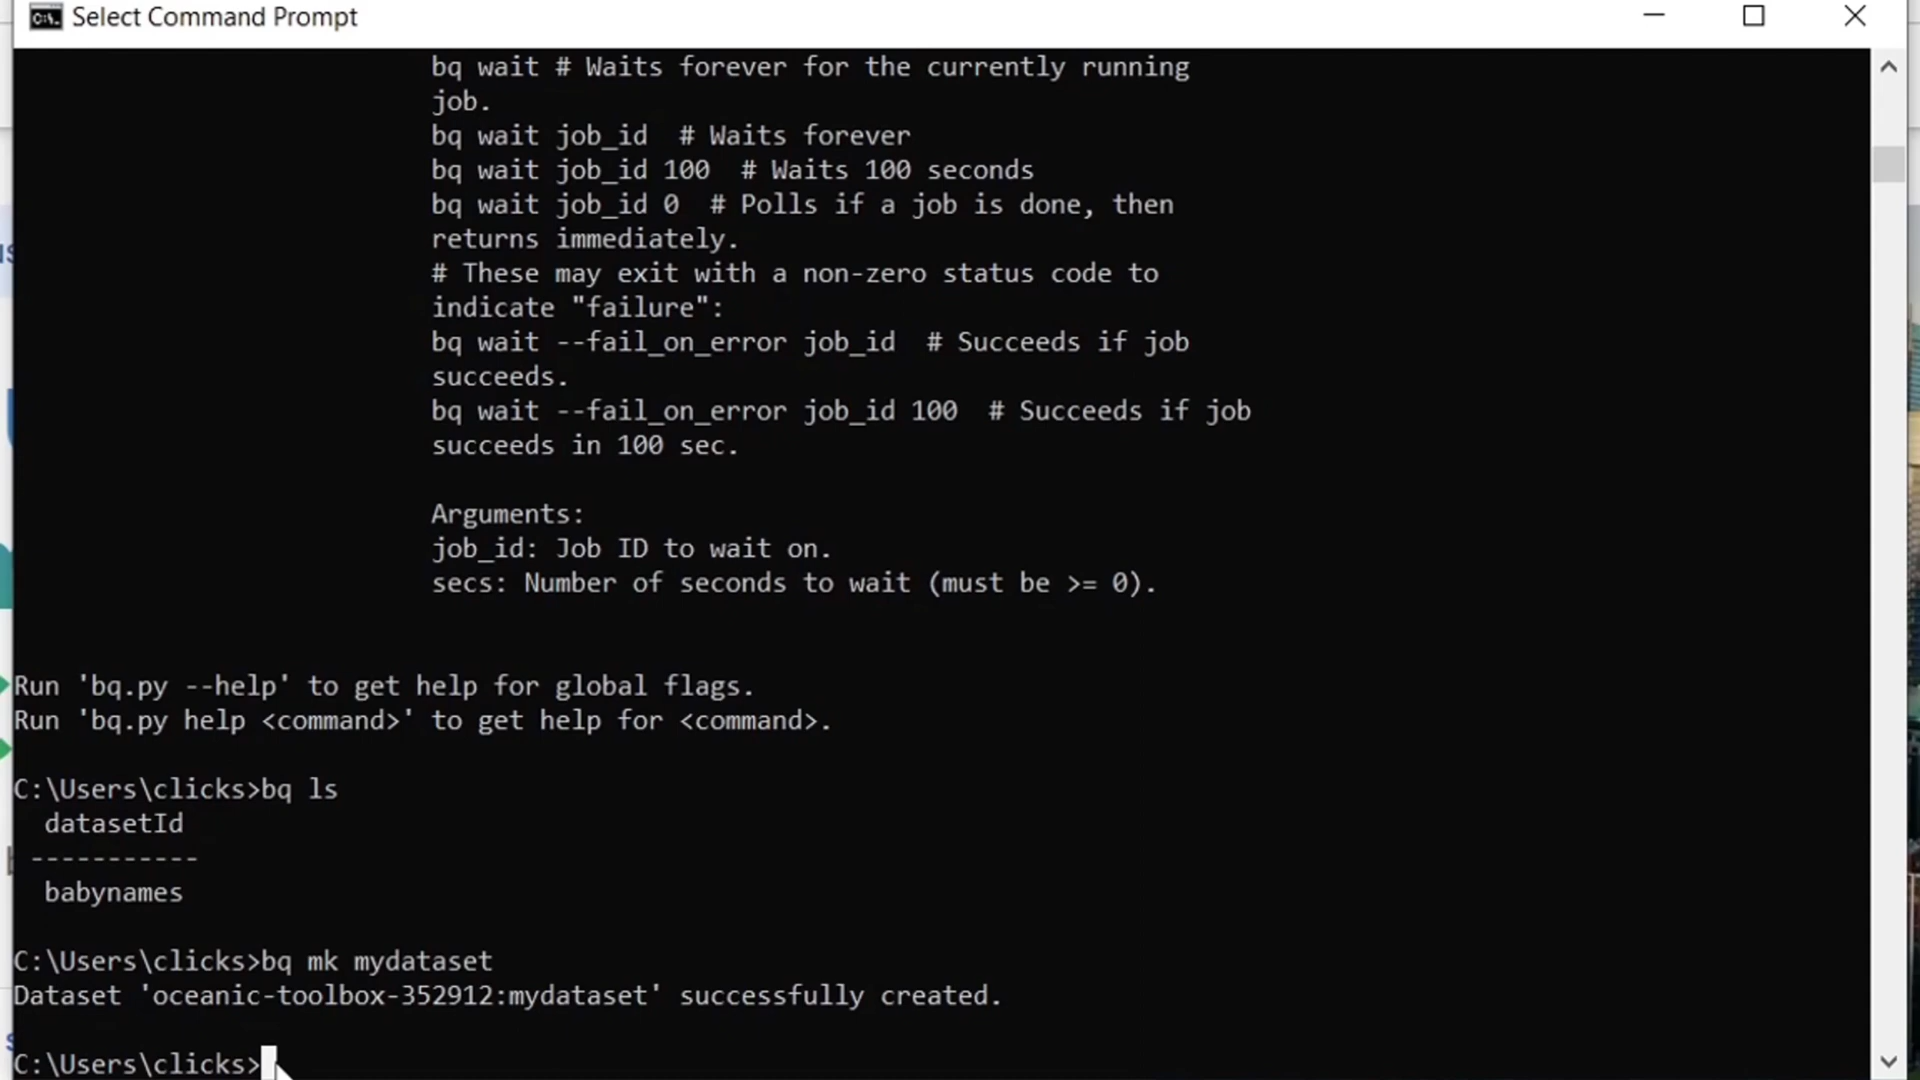 Select Command Prompt
bq wait # Waits forever for the currently running
job.
bq wait job_id  # Waits forever
bq wait job_id 100  # Waits 100 seconds
bq wait job_id 0  # Polls if a job is done, then
returns immediately.
# These may exit with a non-zero status code to
indicate "failure":
bq wait --fail_on_error job_id  # Succeeds if job
succeeds.
bq wait --fail_on_error job_id 100  # Succeeds if job
succeeds in 100 sec.
Arguments:
job_id: Job ID to wait on.
secs: Number of seconds to wait (must be >= 0).
Run 'bq.py --help' to get help for global flags.
Run 'bq.py help <command>' to get help for <command>.
C:\Users\clicks>bq ls
datasetId
-----------
babynames
C:\Users\clicks>bq mk mydataset
Dataset 'oceanic-toolbox-352912:mydataset' successfully created.
C:\Users\clicks>